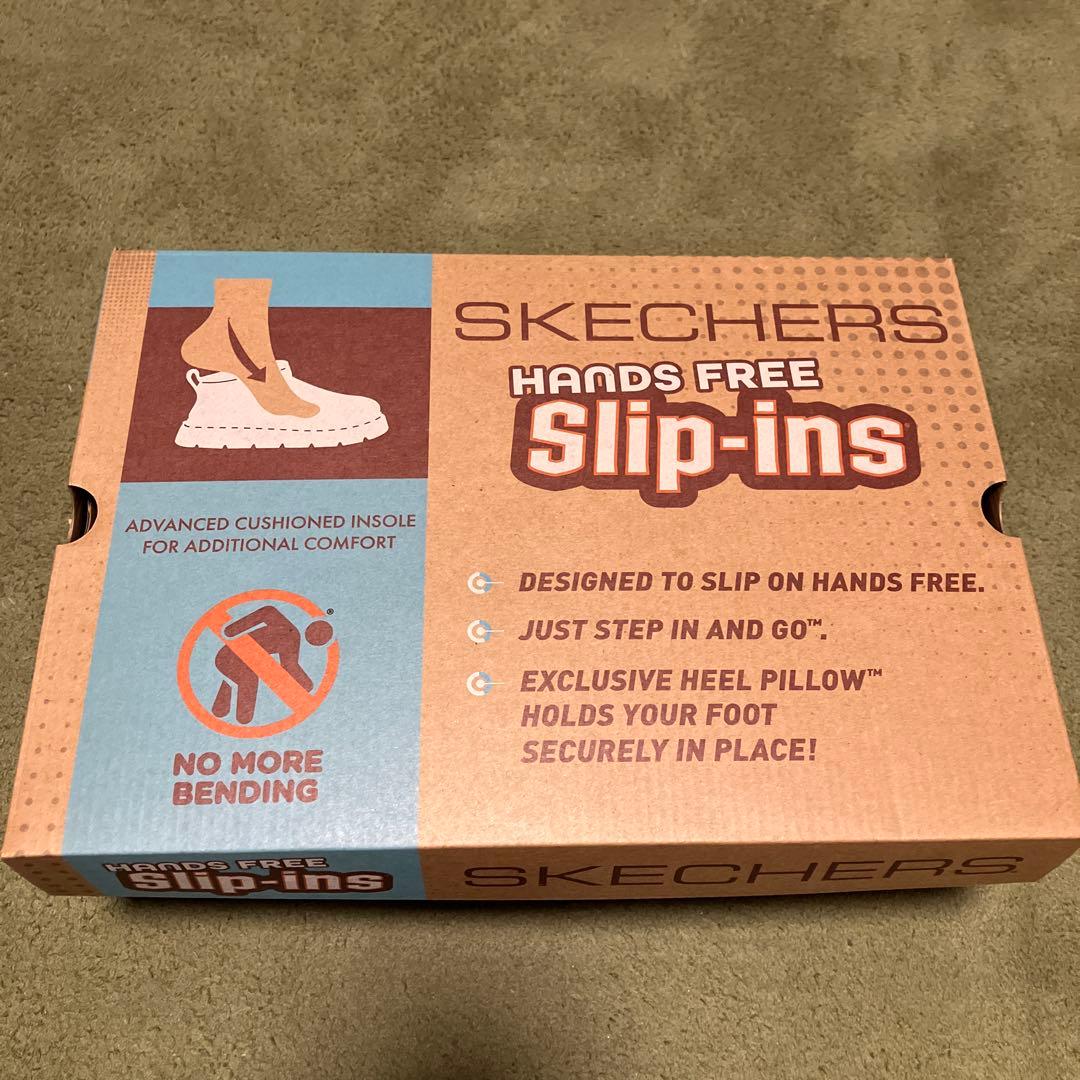 SKECHERS
HANDS FREE
Slip-ins®
ADVANCED CUSHIONED INSOLE
FOR ADDITIONAL COMFORT
®
NO MORE
BENDING
DESIGNED TO SLIP ON HANDS FREE.
JUST STEP IN AND GO™.
EXCLUSIVE HEEL PILLOW™
HOLDS YOUR FOOT
SECURELY IN PLACE!
HANDS FREE
Slip-ins
SKECHERS